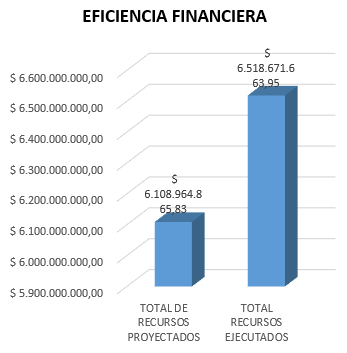 EFICIENCIA FINANCIERA
$
6.518.671.6
63,95
$ 6.600.000.000,00
$ 6.500.000.000,00
$ 6.400.000.000,00
$ 6.300.000.000,00
$ 6.200.000.000,00
$ 6.100.000.000,00
$ 6.000.000.000,00
$ 5.900.000.000,00
$
6.108.964.8
65,83
TOTAL DE
RECURSOS
PROYECTADOS
TOTAL
RECURSOS
EJECUTADOS